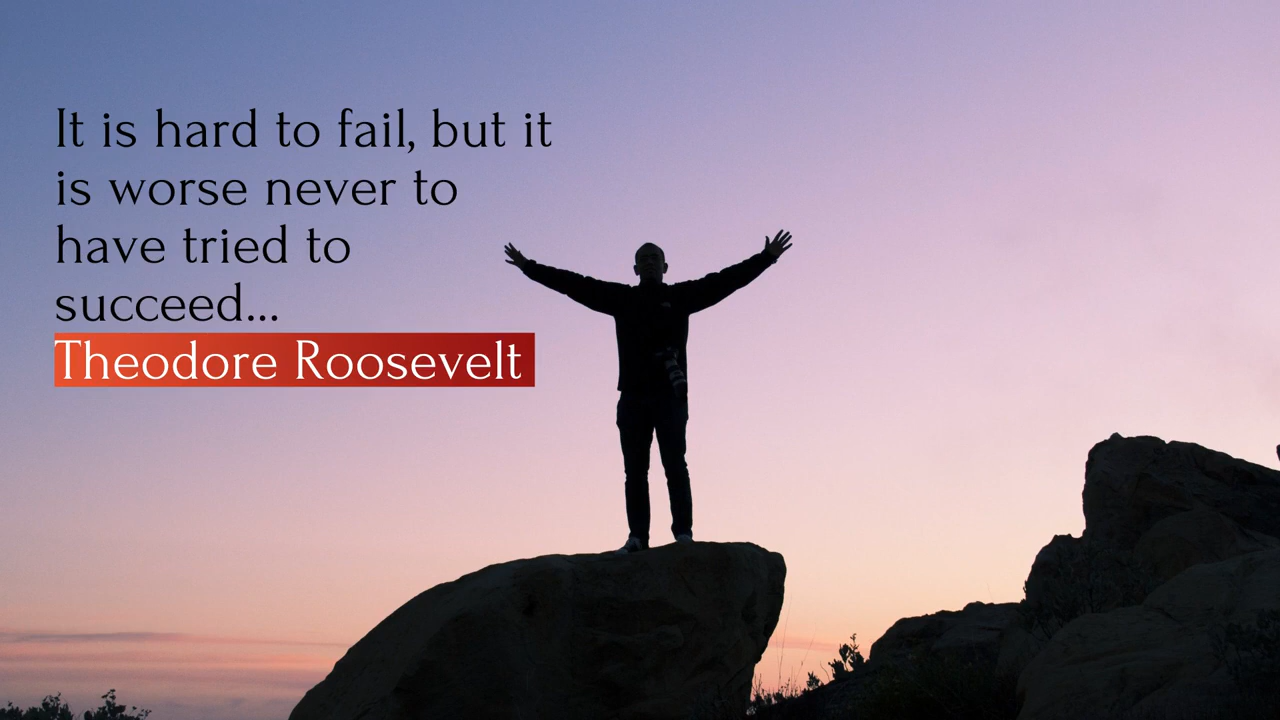 It is hard to fail, but it
is worse never to
have tried to
succeed...
Theodore Roosevelt